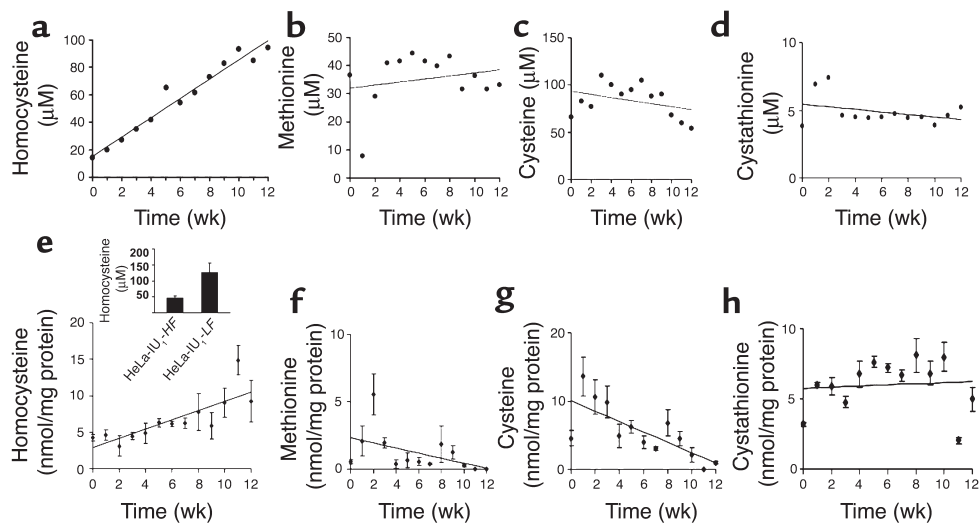 a
Homocysteine
(μM)
100
80
60
40
20
0
0 2 4 6 8 10 12
Time (wk)
b
Methionine
(μM)
50
40
30
20
10
0
0 2 4 6 8 10 12
Time (wk)
c
Cysteine (μM)
150
100
50
0
0 2 4 6 8 10 12
Time (wk)
d
Cystathionine
(μM)
10
5
0
0 2 4 6 8 10 12
Time (wk)
e
Homocysteine
(μM)
200
150
100
50
HeLa-IU1-HF
HeLa-IU1-LF
Homocysteine
(nmol/mg protein)
20
15
10
5
0
0 2 4 6 8 10 12
Time (wk)
f
Methionine
(nmol/mg protein)
10
5
0
0 2 4 6 8 10 12
Time (wk)
g
Cysteine
(nmol/mg protein)
20
15
10
5
0
0 2 4 6 8 10 12
Time (wk)
h
Cystathionine
(nmol/mg protein)
10
5
0
0 2 4 6 8 10 12
Time (wk)